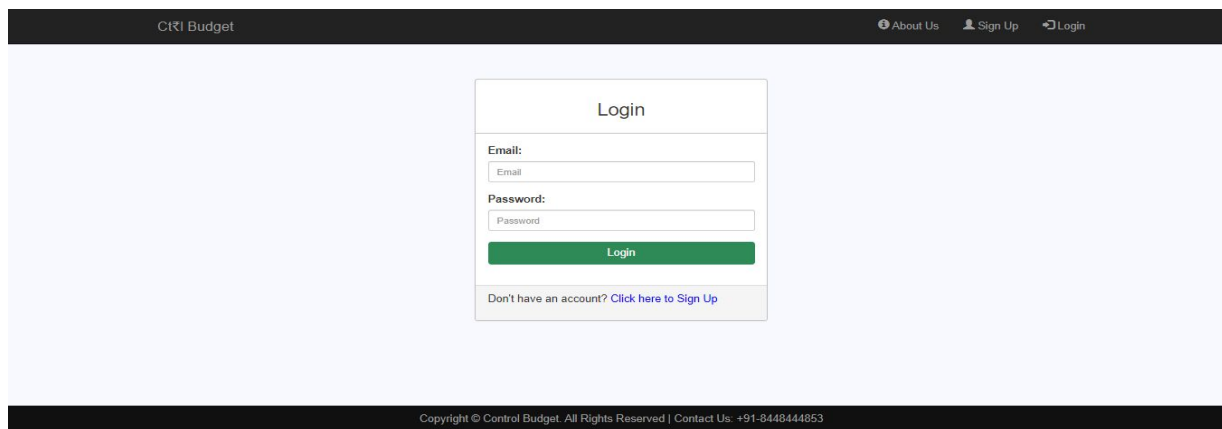 Ct₹l Budget
About Us Sign Up Login
Login
Email:
Email
Password:
Password
Login
Don't have an account? Click here to Sign Up
Copyright © Control Budget. All Rights Reserved | Contact Us: +91-8448444853